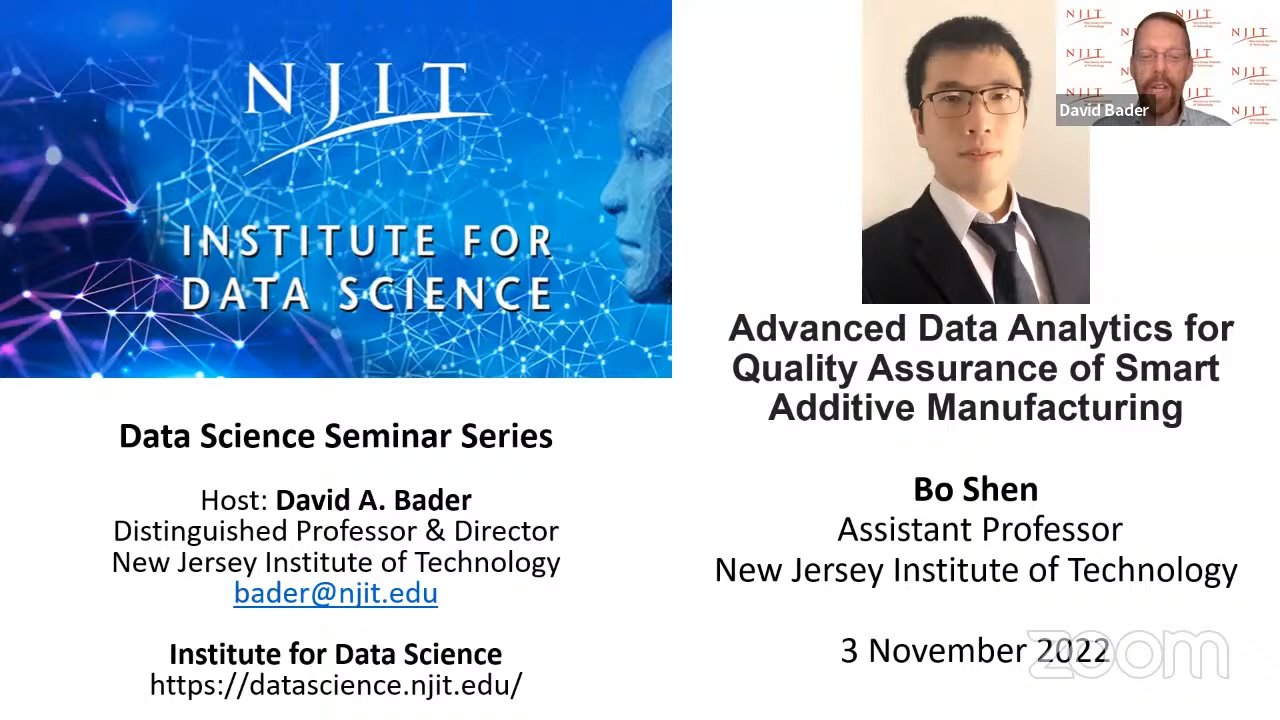 NJIT
INSTITUTE FOR
DATA SCIENCE
Data Science Seminar Series
Host: David A. Bader
Distinguished Professor & Director
New Jersey Institute of Technology
bader@njit.edu
Institute for Data Science
https://datascience.njit.edu/
David Bader
Advanced Data Analytics for
Quality Assurance of Smart
Additive Manufacturing
Bo Shen
Assistant Professor
New Jersey Institute of Technology
3 November 2022
zoom